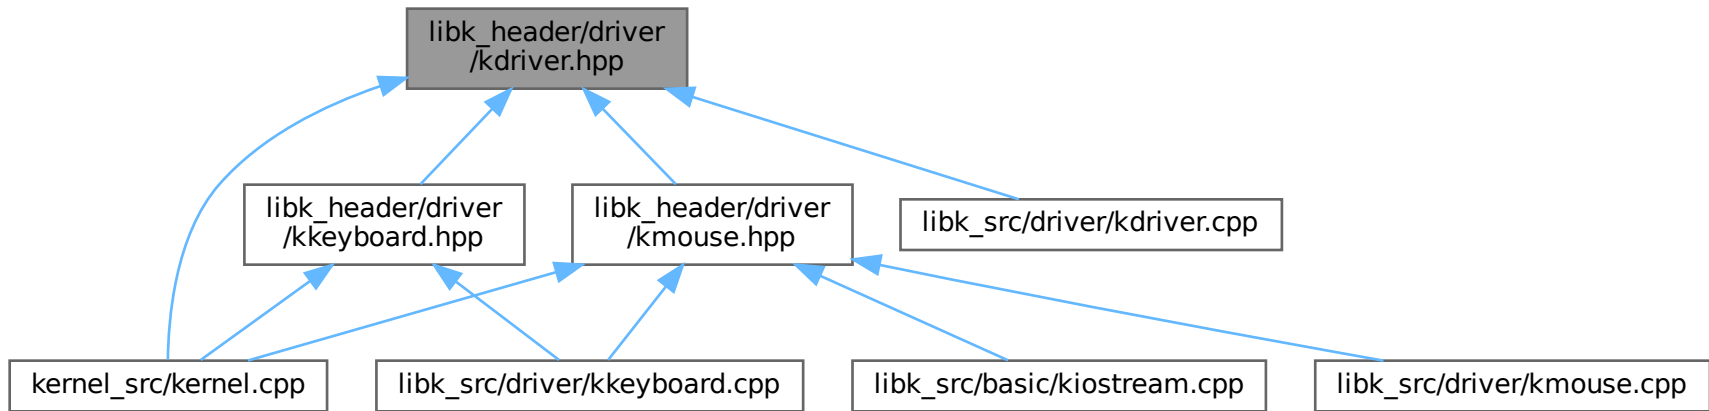 libk_header/driver
/kdriver.hpp
libk_header/driver
/kkeyboard.hpp
libk_header/driver
/kmouse.hpp
libk_src/driver/kdriver.cpp
kernel_src/kernel.cpp
libk_src/driver/kkeyboard.cpp
libk_src/basic/kiostream.cpp
libk_src/driver/kmouse.cpp